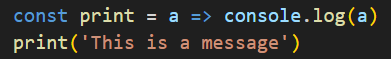 const print = a => console.log(a)
print('This is a message')